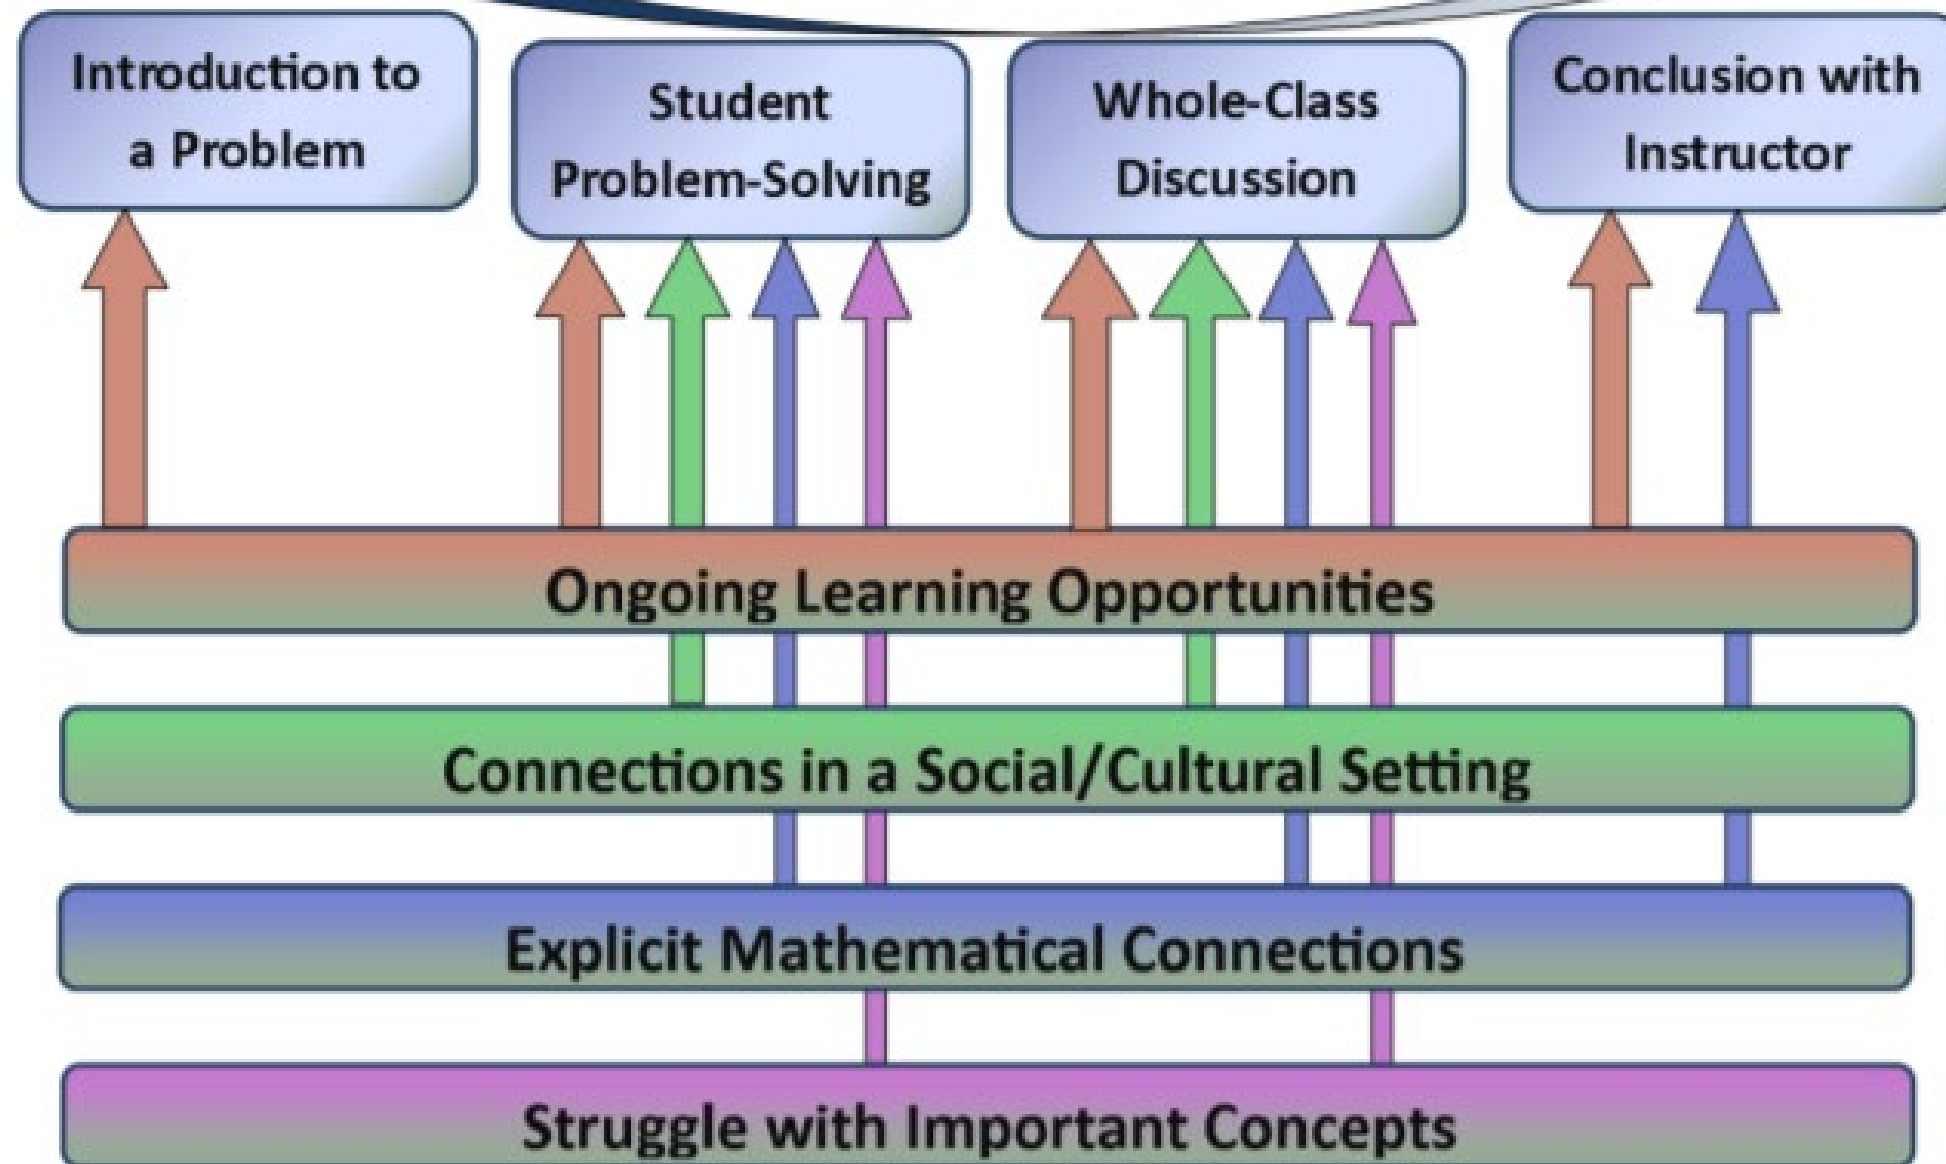 Introduction to
a Problem
Student
Problem-Solving
Whole-Class
Discussion
Conclusion with
Instructor
Ongoing Learning Opportunities
Connections in a Social/Cultural Setting
Explicit Mathematical Connections
Struggle with Important Concepts